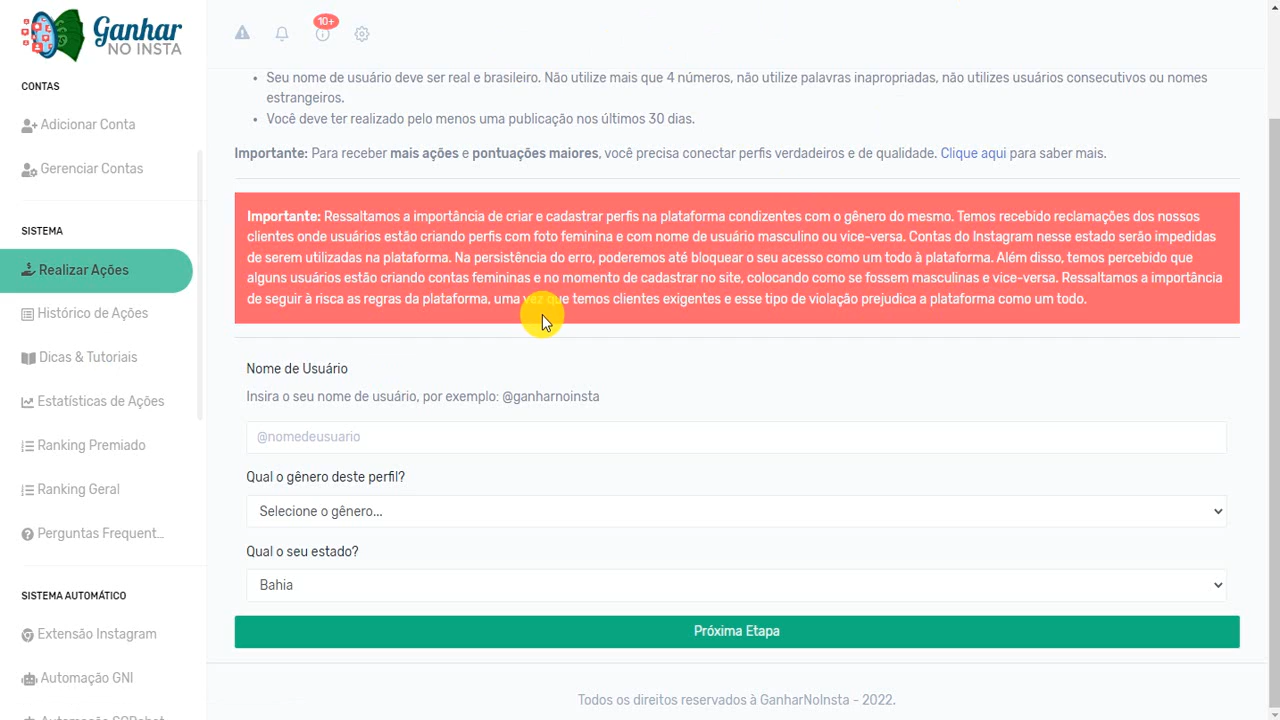 Ganhar
NO INSTA
10+
CONTAS
Adicionar Conta
Gerenciar Contas
SISTEMA
Realizar Ações
Histórico de Ações
Dicas & Tutoriais
Estatísticas de Ações
Ranking Premiado
Ranking Geral
Perguntas Frequent...
SISTEMA AUTOMÁTICO
Extensão Instagram
Automação GNI
• Seu nome de usuário deve ser real e brasileiro. Não utilize mais que 4 números, não utilize palavras inapropriadas, não utilizes usuários consecutivos ou nomes
estrangeiros.
• Você deve ter realizado pelo menos uma publicação nos últimos 30 dias.
Importante: Para receber mais ações e pontuações maiores, você precisa conectar perfis verdadeiros e de qualidade. Clique aqui para saber mais.
Importante: Ressaltamos a importância de criar e cadastrar perfis na plataforma condizentes com o gênero do mesmo. Temos recebido reclamações dos nossos
clientes onde usuários estão criando perfis com foto feminina e com nome de usuário masculino ou vice-versa. Contas do Instagram nesse estado serão impedidas
de serem utilizadas na plataforma. Na persistência do erro, poderemos até bloquear o seu acesso como um todo à plataforma. Além disso, temos percebido que
alguns usuários estão criando contas femininas e no momento de cadastrar no site, colocando como se fossem masculinas e vice-versa. Ressaltamos a importância
de seguir à risca as regras da plataforma, uma vez que temos clientes exigentes e esse tipo de violação prejudica a plataforma como um todo.
Nome de Usuário
Insira o seu nome de usuário, por exemplo: @ganharnoinsta
@nomedeusuario
Qual o gênero deste perfil?
Selecione o gênero...
Qual o seu estado?
Bahia
Próxima Etapa
Todos os direitos reservados à GanharNoInsta - 2022.